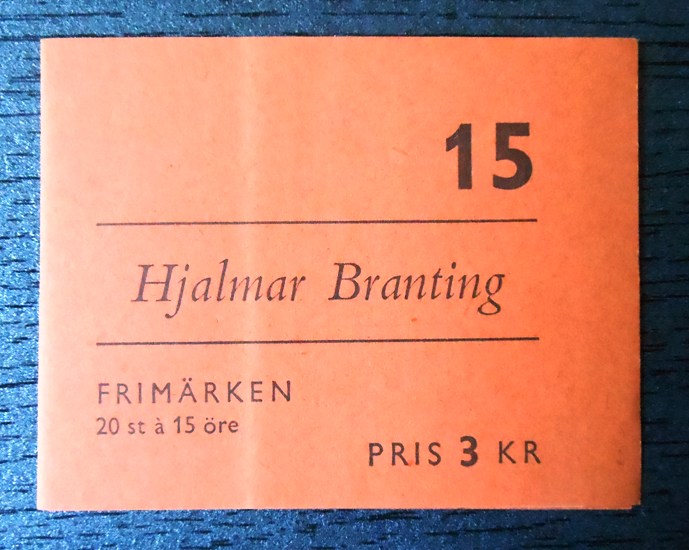 15
Hjalmar Branting
FRIMÄRKEN
20 st à 15 öre
PRIS 3 KR